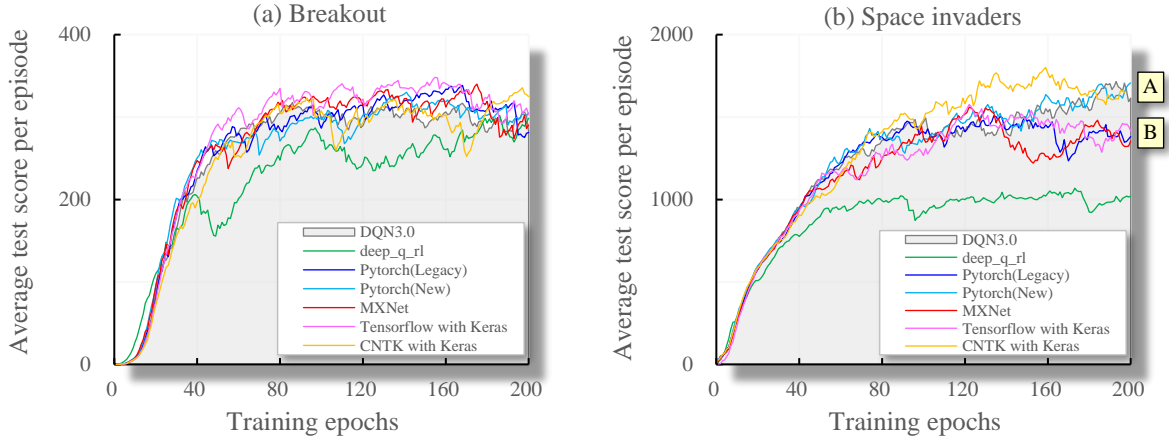 (a) Breakout
Average test score per episode
400
200
0
0
40
80
120
160
200
Training epochs
DQN3.0
deep_q_rl
Pytorch(Legacy)
Pytorch(New)
MXNet
Tensorflow with Keras
CNTK with Keras
(b) Space invaders
Average test score per episode
2000
1000
0
0
40
80
120
160
200
Training epochs
DQN3.0
deep_q_rl
Pytorch(Legacy)
Pytorch(New)
MXNet
Tensorflow with Keras
CNTK with Keras
A
B